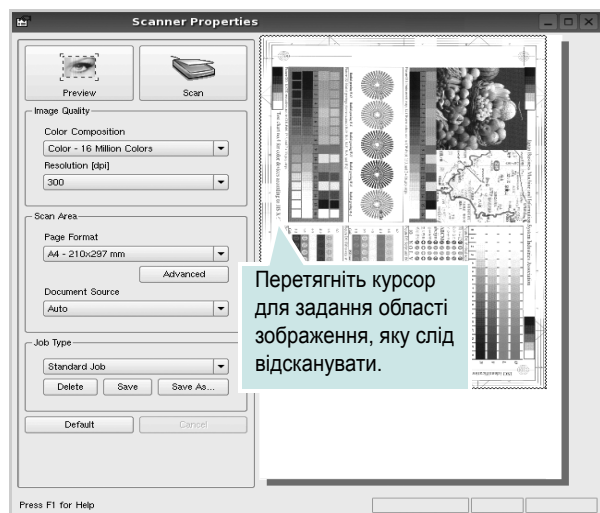 Scanner Properties
Preview
Scan
Image Quality
Color Composition
Color - 16 Million Colors
Resolution [dpi]
300
Scan Area
Page Format
A4 - 210x297 mm
Advanced
Document Source
Auto
Job Type
Standard Job
Delete
Save
Save As...
Default
Cancel
Press F1 for Help
Перетягніть курсор
для задання області
зображення, яку слід
відсканувати.